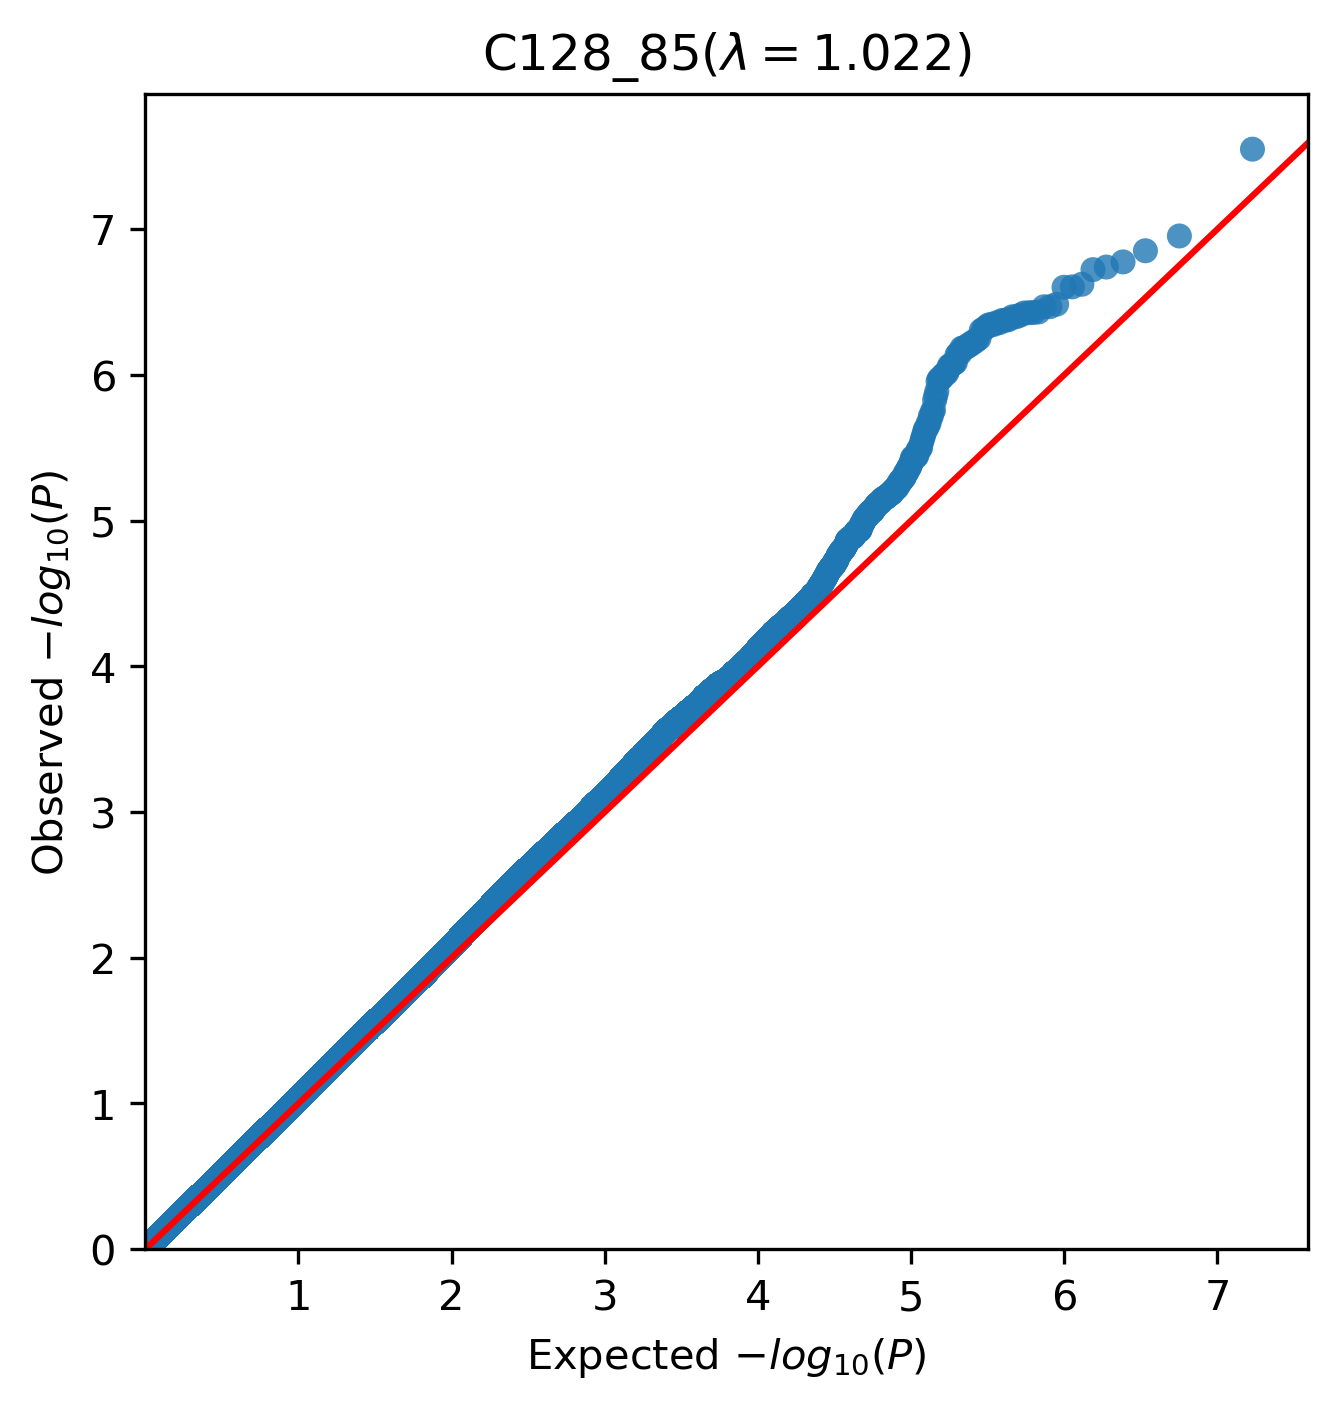 C128_85(λ = 1.022)
Observed −log10(P)
7
6
5
4
3
2
1
0
1 2 3 4 5 6 7
Expected −log10(P)